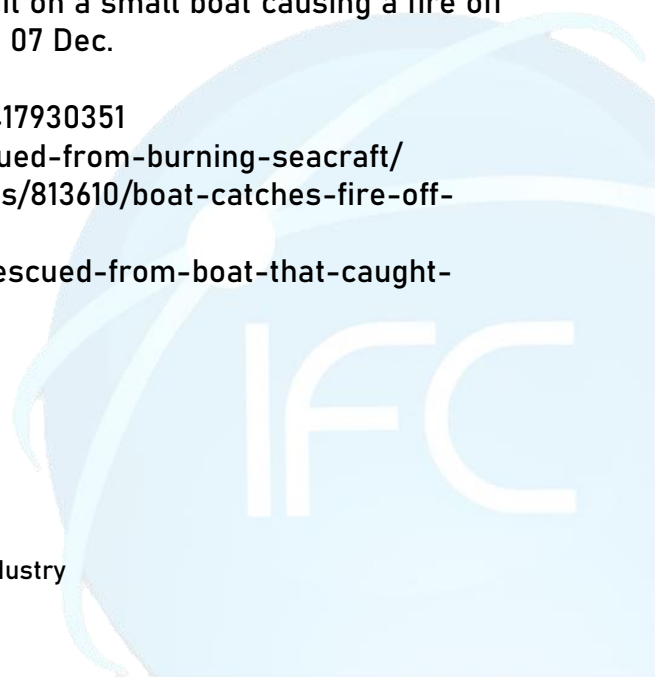 it on a small boat causing a fire off
07 Dec.
17930351
ued-from-burning-seacraft/
s/813610/boat-catches-fire-off-
escued-from-boat-that-caught-
IFC
lustry